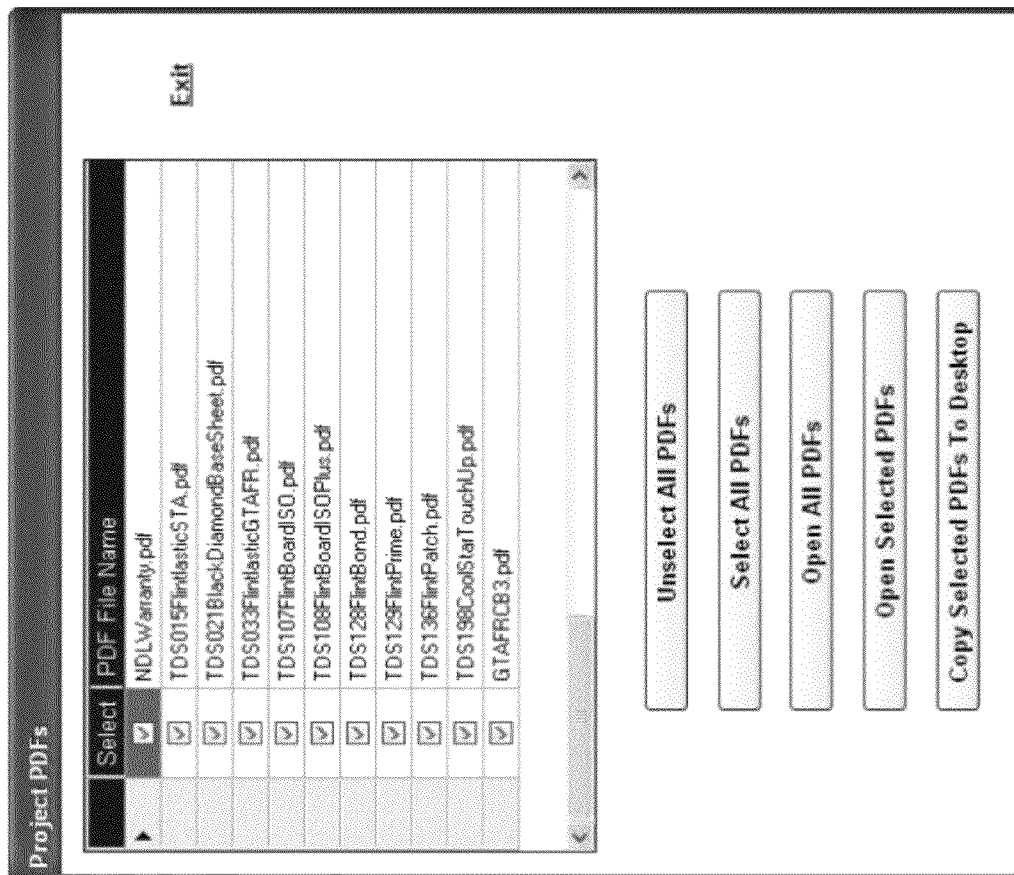 Project PDFs
Exit
Select PDF File Name
NDLWarranty.pdf
TDS015FlintlasticSTA.pdf
TDS021BlackDiamondBaseSheet.pdf
TDS033FlintlasticGTAFR.pdf
TDS107FlintBoardISO.pdf
TDS108FlintBoardISOPlus.pdf
TDS128FlintBond.pdf
TDS129FlintPrime.pdf
TDS136FlintPatch.pdf
TDS198CoolStarTouchUp.pdf
GTAFRCB3.pdf
Unselect All PDFs
Select All PDFs
Open All PDFs
Open Selected PDFs
Copy Selected PDFs To Desktop